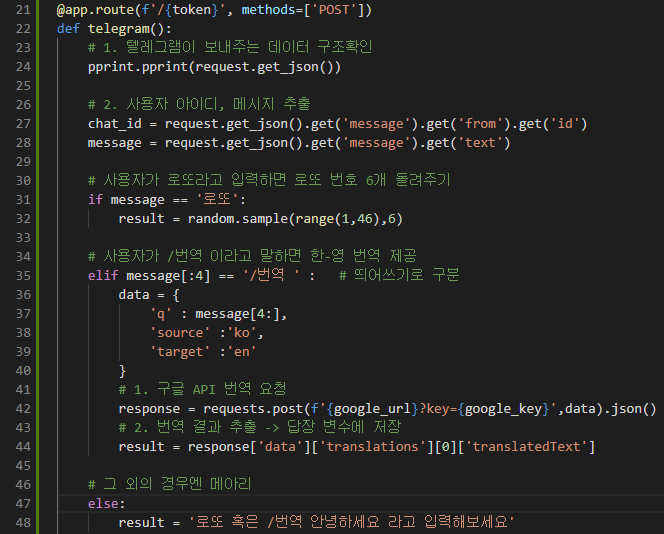 21 @app.route(f'/{token}', methods=['POST'])
22 def telegram():
23     # 1. 텔레그램이 보내주는 데이터 구조확인
24     pprint.pprint(request.get_json())
25
26     # 2. 사용자 아이디, 메시지 추출
27     chat_id = request.get_json().get('message').get('from').get('id')
28     message = request.get_json().get('message').get('text')
29
30     # 사용자가 로또라고 입력하면 로또 번호 6개 돌려주기
31     if message == '로또':
32         result = random.sample(range(1,46),6)
33
34     # 사용자가 /번역 이라고 말하면 한-영 번역 제공
35     elif message[:4] == '/번역 ' :   # 띄어쓰기로 구분
36         data = {
37             'q' : message[4:],
38             'source' :'ko',
39             'target' :'en'
40         }
41         # 1. 구글 API 번역 요청
42         response = requests.post(f'{google_url}?key={google_key}',data).json()
43         # 2. 번역 결과 추출 -> 답장 변수에 저장
44         result = response['data']['translations'][0]['translatedText']
45
46     # 그 외의 경우엔 메아리
47     else:
48         result = '로또 혹은 /번역 안녕하세요 라고 입력해보세요'